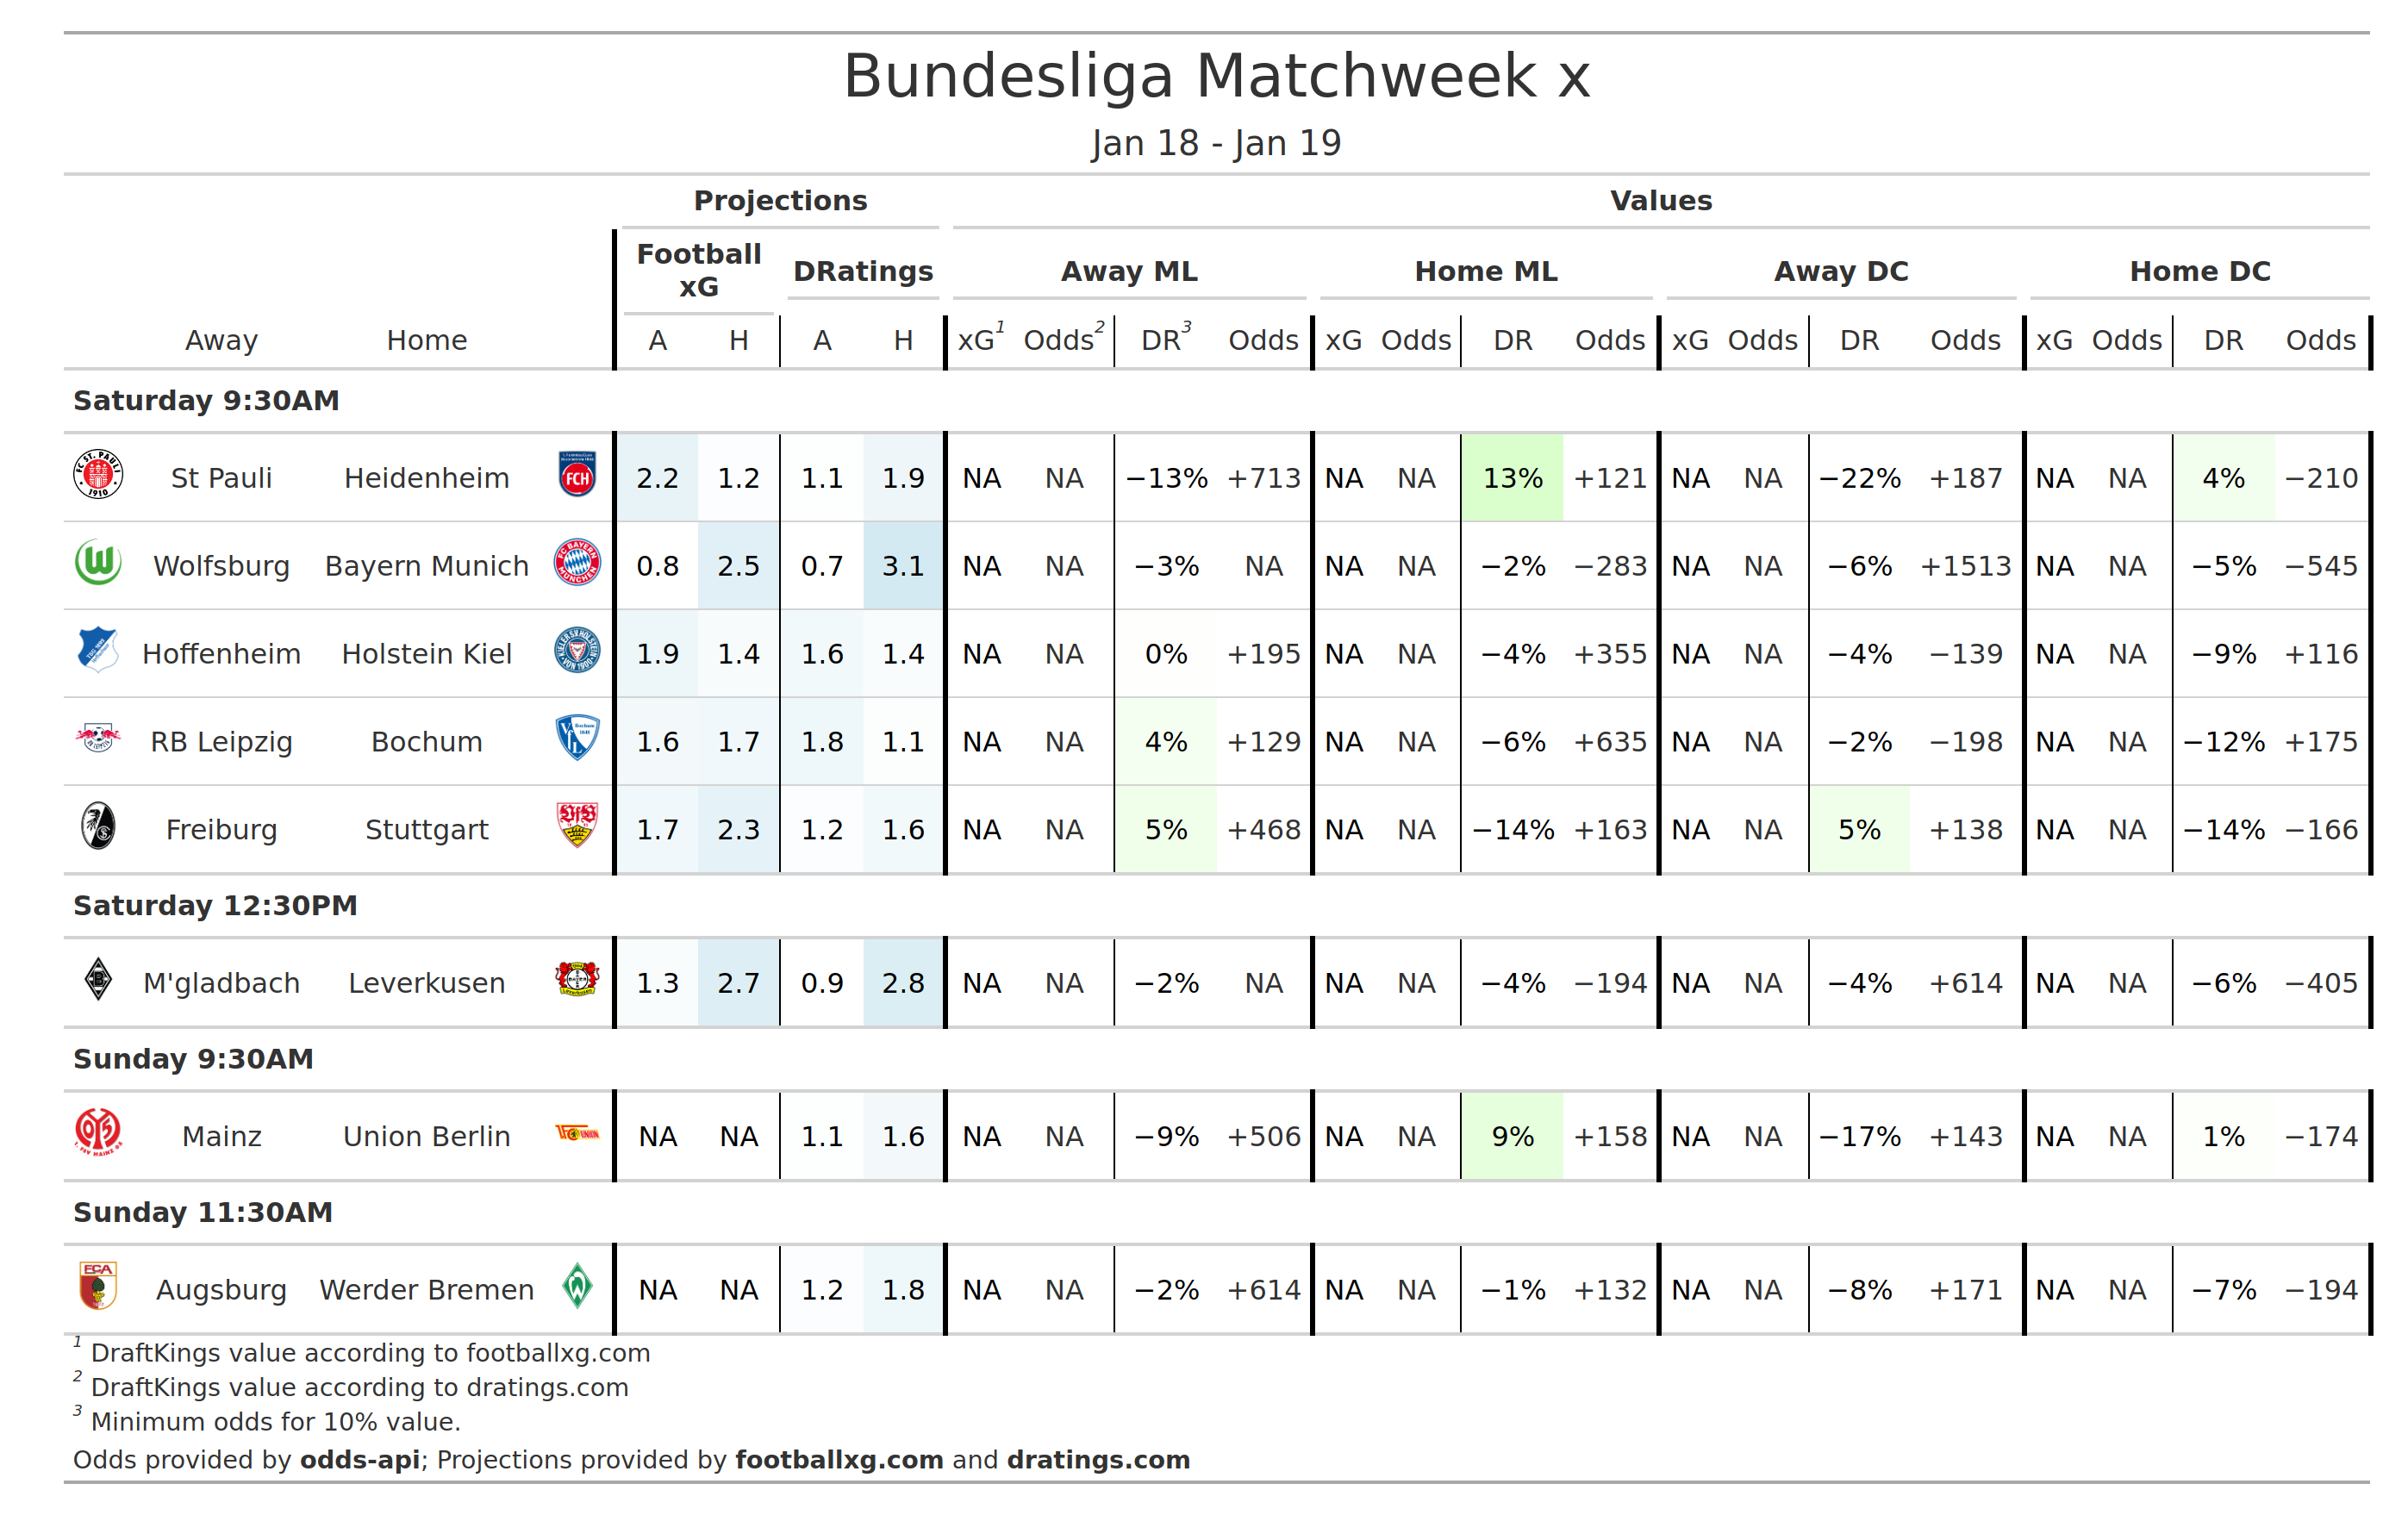 Bundesliga Matchweek x
Jan 18 - Jan 19
Projections Values
Football xG DRatings Away ML Home ML Away DC Home DC
Away Home A H A H xG1 Odds2 DR3 Odds xG Odds DR Odds xG Odds DR Odds xG Odds DR Odds
Saturday 9:30AM
St Pauli Heidenheim 2.2 1.2 1.1 1.9 NA NA −13% +713 NA NA 13% +121 NA NA −22% +187 NA NA 4% −210
Wolfsburg Bayern Munich 0.8 2.5 0.7 3.1 NA NA −3% NA NA NA −2% −283 NA NA −6% +1513 NA NA −5% −545
Hoffenheim Holstein Kiel 1.9 1.4 1.6 1.4 NA NA 0% +195 NA NA −4% +355 NA NA −4% −139 NA NA −9% +116
RB Leipzig Bochum 1.6 1.7 1.8 1.1 NA NA 4% +129 NA NA −6% +635 NA NA −2% −198 NA NA −12% +175
Freiburg Stuttgart 1.7 2.3 1.2 1.6 NA NA 5% +468 NA NA −14% +163 NA NA 5% +138 NA NA −14% −166
Saturday 12:30PM
M'gladbach Leverkusen 1.3 2.7 0.9 2.8 NA NA −2% NA NA NA −4% −194 NA NA −4% +614 NA NA −6% −405
Sunday 9:30AM
Mainz Union Berlin NA NA 1.1 1.6 NA NA −9% +506 NA NA 9% +158 NA NA −17% +143 NA NA 1% −174
Sunday 11:30AM
Augsburg Werder Bremen NA NA 1.2 1.8 NA NA −2% +614 NA NA −1% +132 NA NA −8% +171 NA NA −7% −194
1 DraftKings value according to footballxg.com
2 DraftKings value according to dratings.com
3 Minimum odds for 10% value.
Odds provided by odds-api; Projections provided by footballxg.com and dratings.com